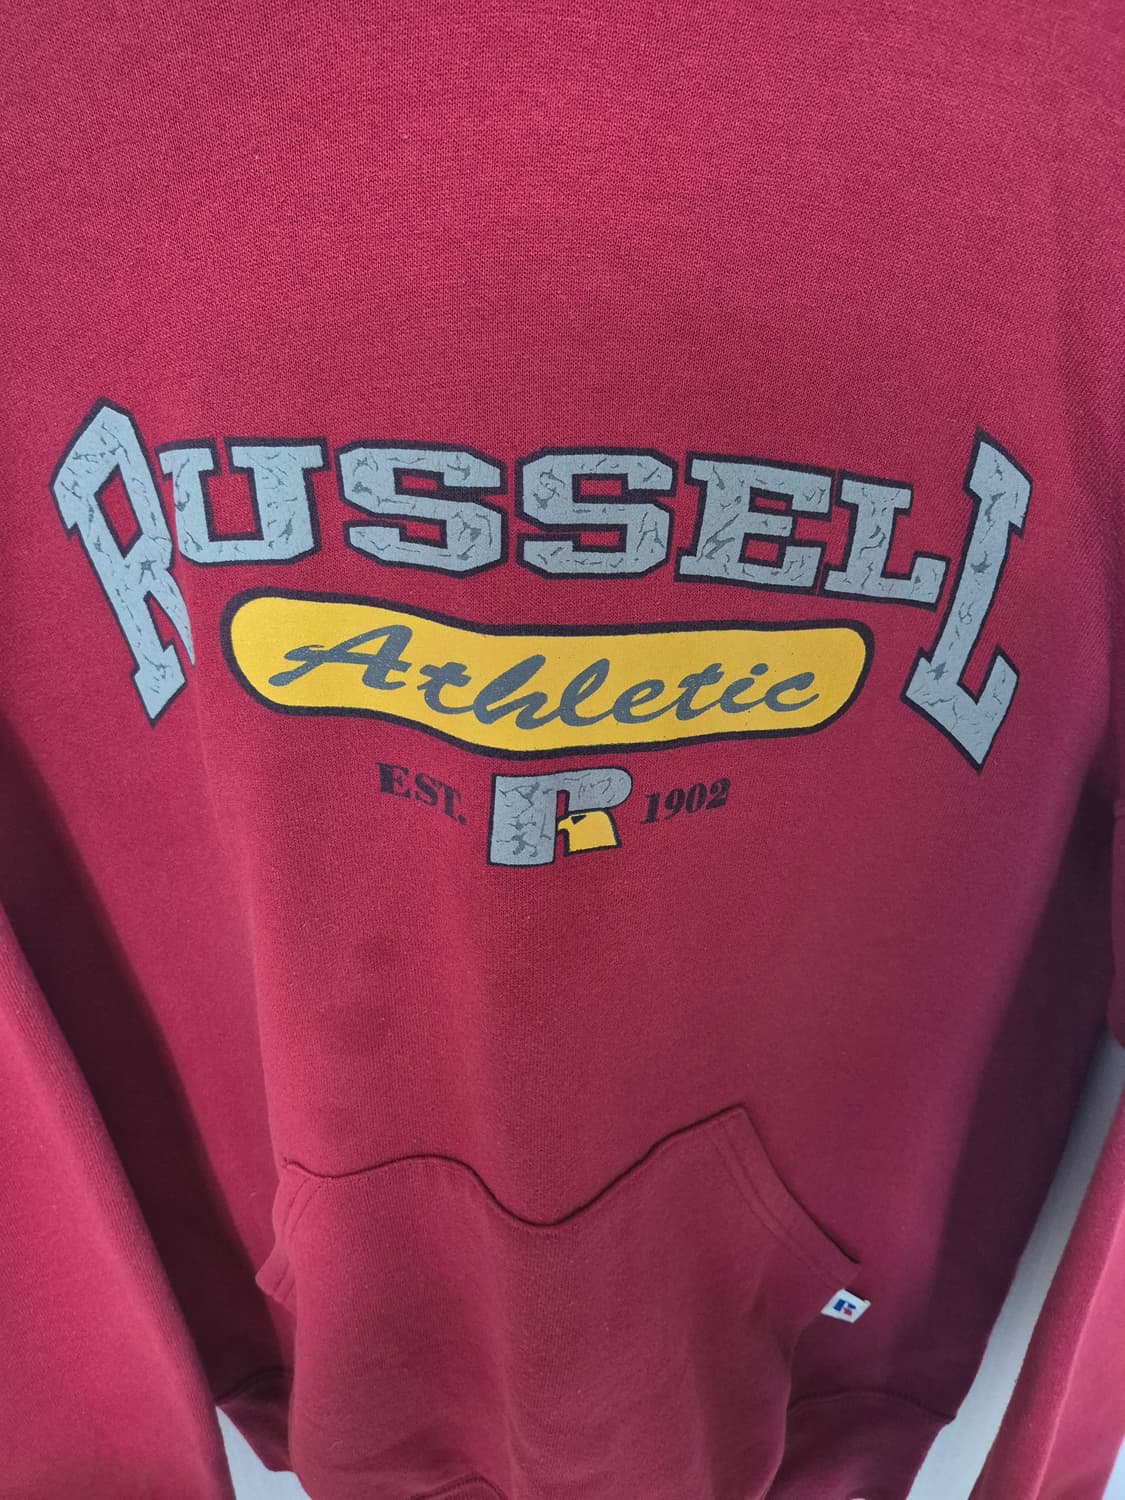 RUSSELL
Athletic
EST. R 1902
R